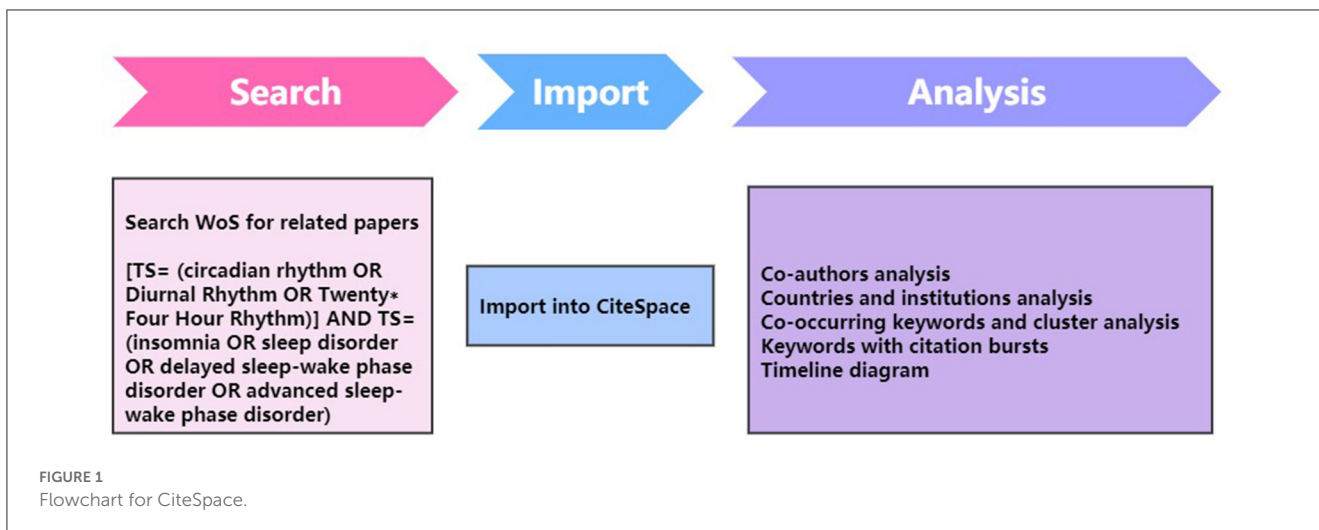 Search
Import
Analysis
Search WoS for related papers
[TS= (circadian rhythm OR
Diurnal Rhythm OR Twenty*
Four Hour Rhythm)] AND TS=
(insomnia OR sleep disorder
OR delayed sleep-wake phase
disorder OR advanced sleep-
wake phase disorder)
Import into CiteSpace
Co-authors analysis
Countries and institutions analysis
Co-occurring keywords and cluster analysis
Keywords with citation bursts
Timeline diagram
FIGURE 1
Flowchart for CiteSpace.